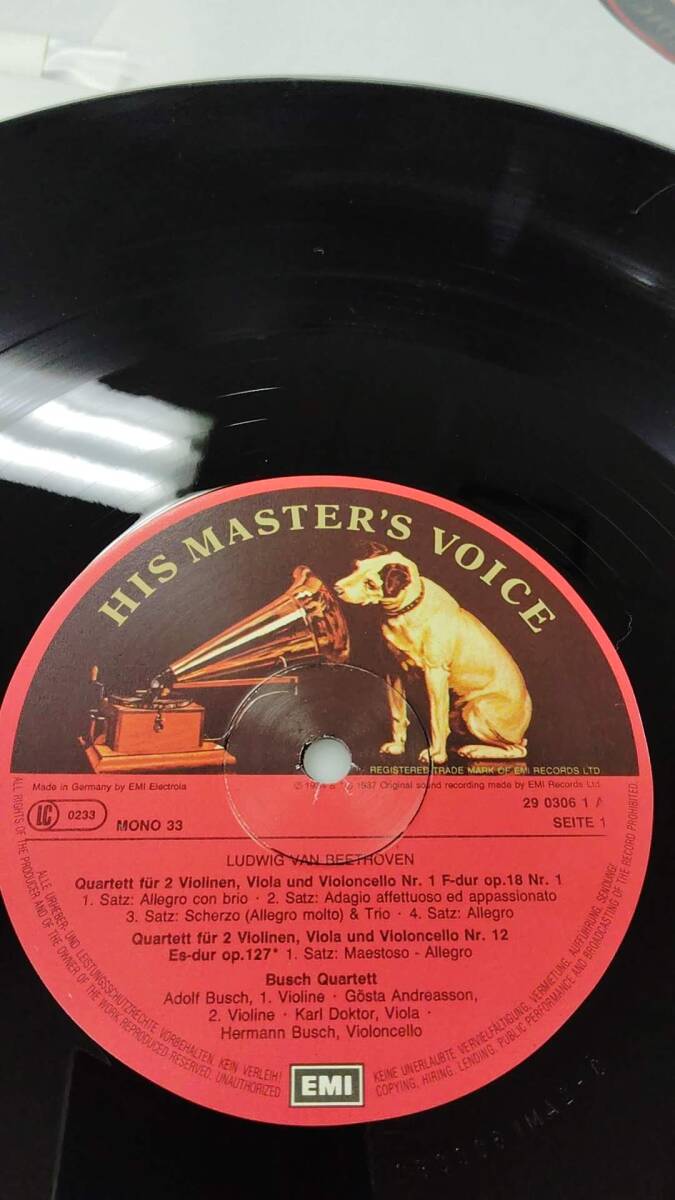 HIS MASTER'S VOICE
REGISTERED TRADE MARK OF EMI RECORDS LTD
Made in Germany by EMI Electrola
1937 Original sound recording made by EMI Records Ltd.
LC 0233
MONO 33
29 0306 1 A
SEITE 1
LUDWIG VAN BEETHOVEN
Quartett für 2 Violinen, Viola und Violoncello Nr. 1 F-dur op.18 Nr. 1
1. Satz: Allegro con brio · 2. Satz: Adagio affettuoso ed appassionato
3. Satz: Scherzo (Allegro molto) & Trio · 4. Satz: Allegro
Quartett für 2 Violinen, Viola und Violoncello Nr. 12
Es-dur op.127* 1. Satz: Maestoso - Allegro
Busch Quartett
Adolf Busch, 1. Violine · Gösta Andreasson,
2. Violine · Karl Doktor, Viola ·
Hermann Busch, Violoncello
EMI
ALLE URHEBER- UND LEISTUNGSSCHUTZRECHTE VORBEHALTEN. KEIN VERLEIH!
KEINE UNERLAUBTE VERVIELFÄLTIGUNG, VERMIETUNG, AUFFÜHRUNG, SENDUNG!
ALL RIGHTS OF THE PRODUCER AND OF THE OWNER OF THE WORK REPRODUCED RESERVED. UNAUTHORIZED
COPYING, HIRING, LENDING, PUBLIC PERFORMANCE AND BROADCASTING OF THE RECORD PROHIBITED.